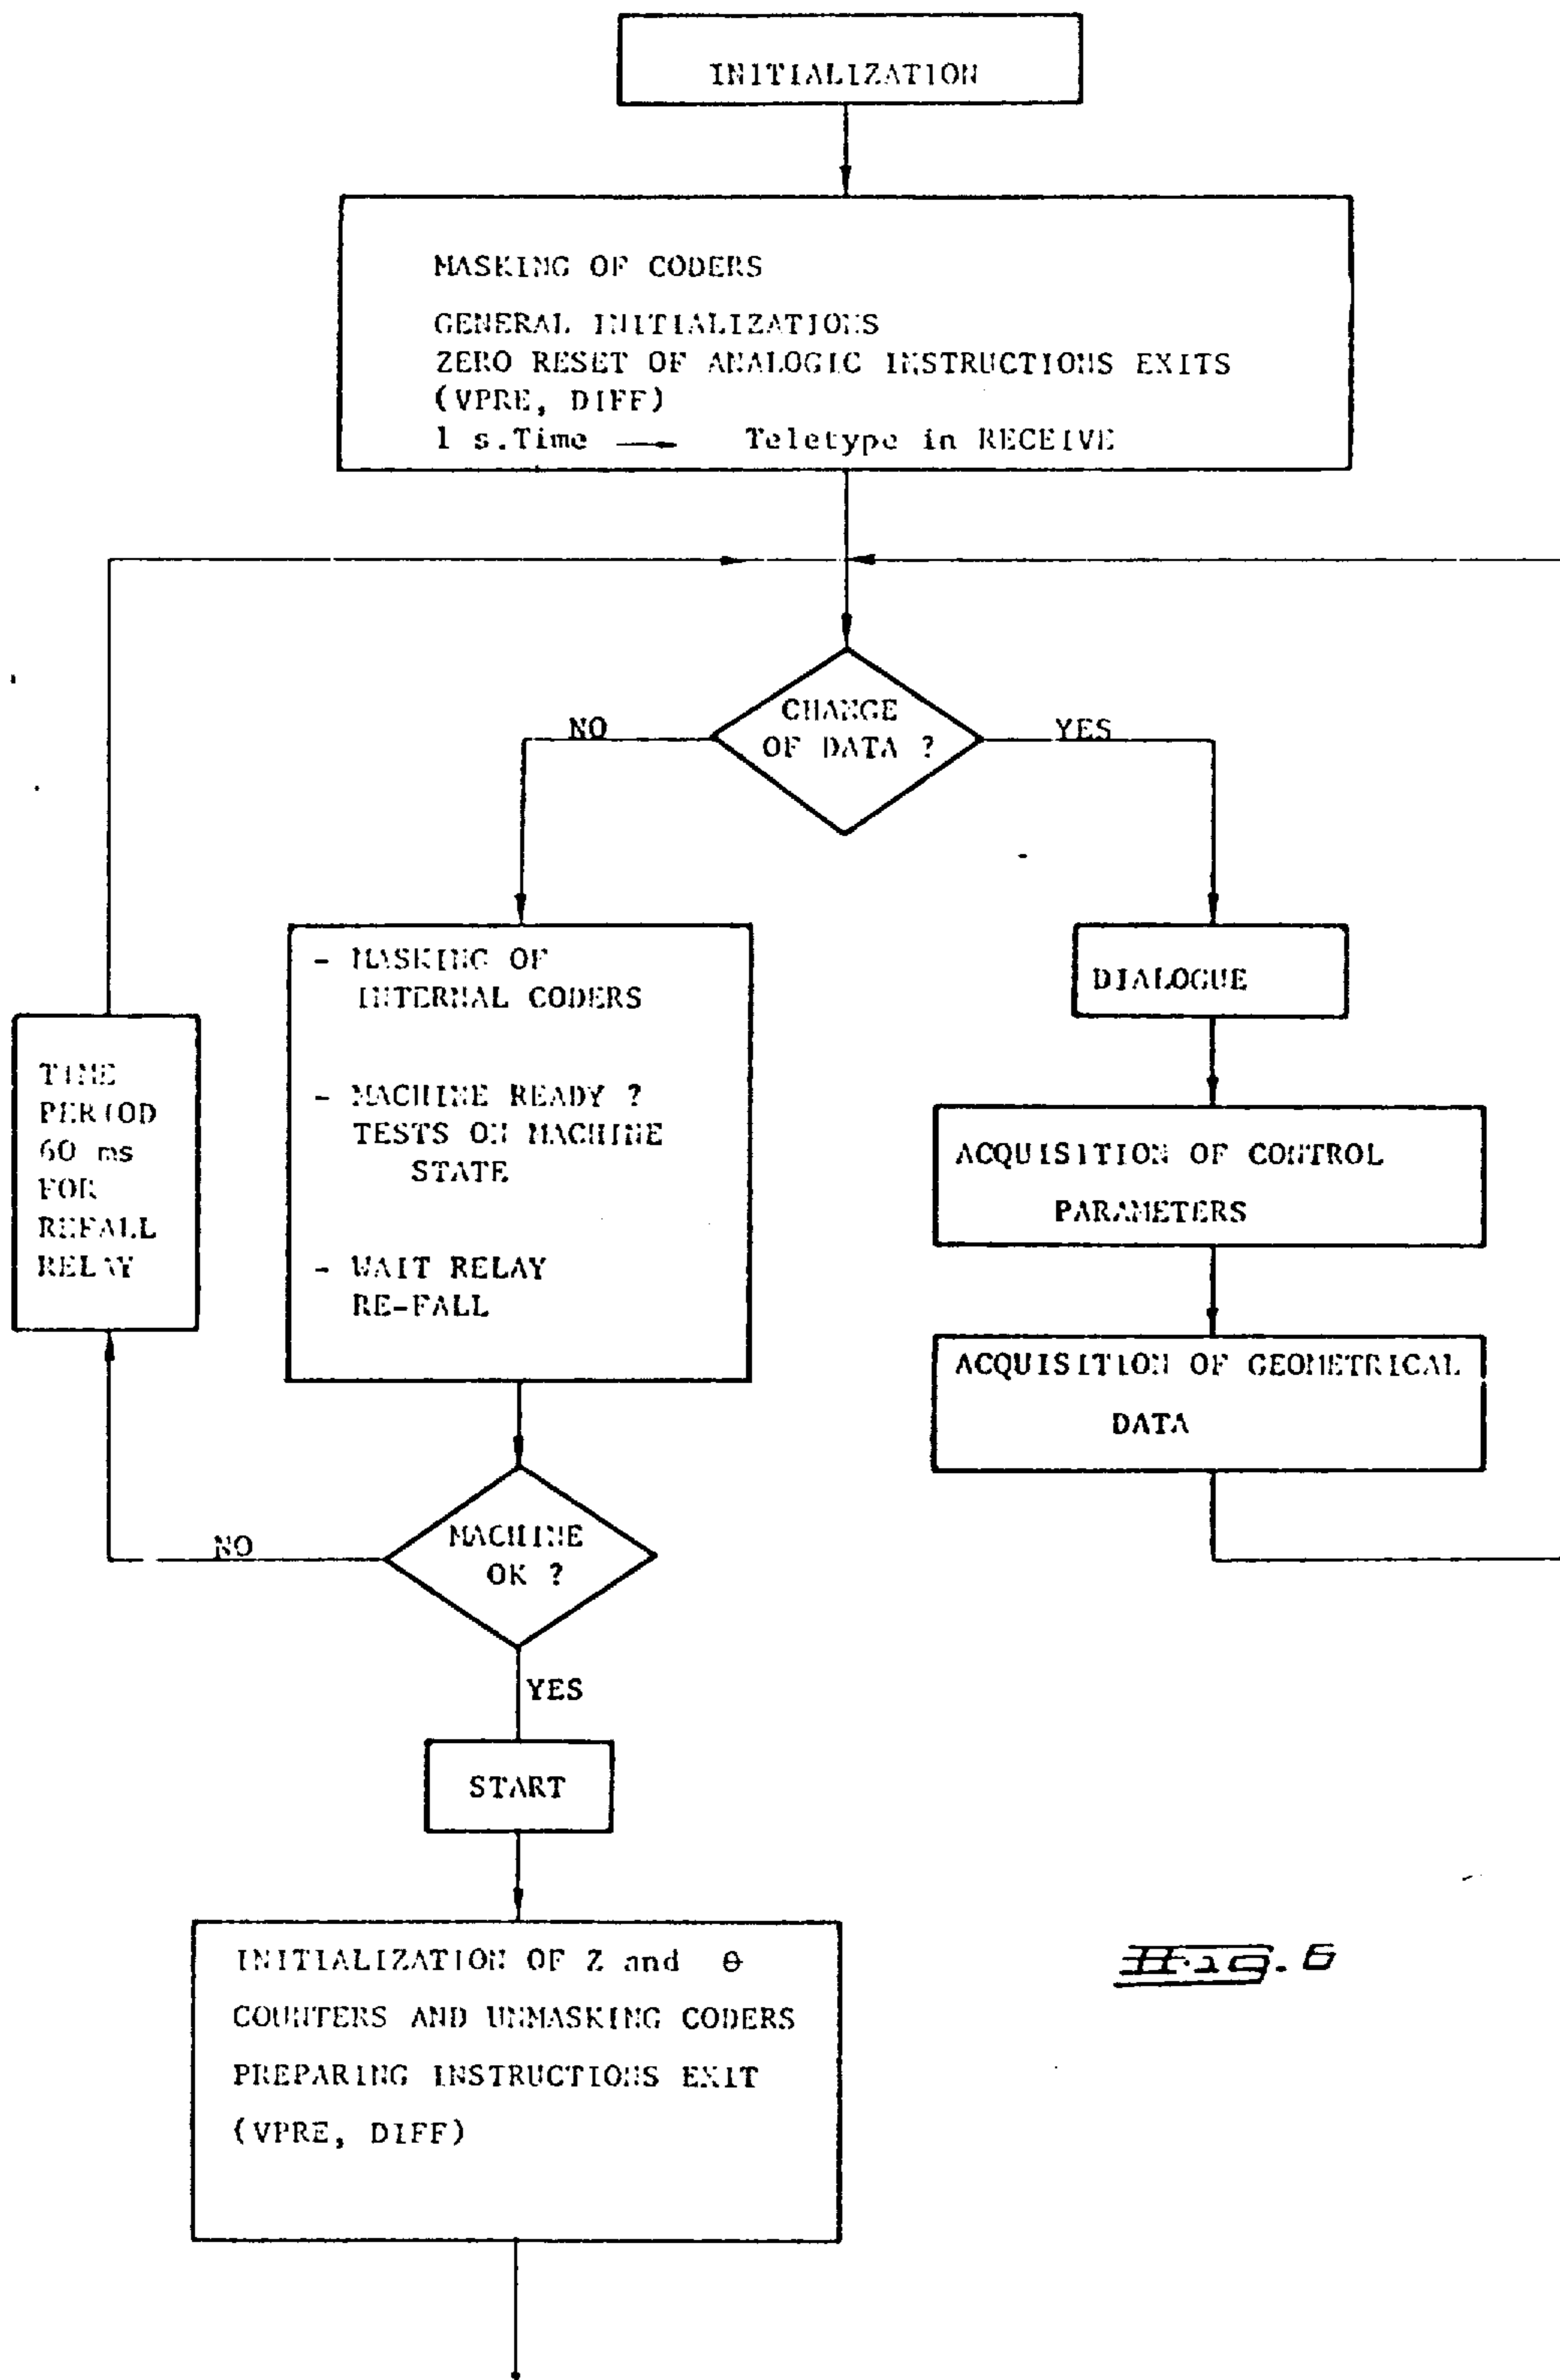 INITIALIZATION
MASKING OF CODERS
GENERAL INITIALIZATIONS
ZERO RESET OF ANALOGIC INSTRUCTIONS EXITS
(VPRE, DIFF)
1 s.Time → Teletype in RECEIVE
CHANGE
OF DATA ?
NO
YES
- MASKING OF
INTERNAL CODERS
- MACHINE READY ?
TESTS ON MACHINE
STATE
- WAIT RELAY
RE-FALL
DIALOGUE
TIME
PERIOD
60 ms
FOR
REFALL
RELAY
ACQUISITION OF CONTROL
PARAMETERS
ACQUISITION OF GEOMETRICAL
DATA
MACHINE
OK ?
NO
YES
START
INITIALIZATION OF Z and θ
COUNTERS AND UNMASKING CODERS
PREPARING INSTRUCTIONS EXIT
(VPRE, DIFF)
Fig. 6